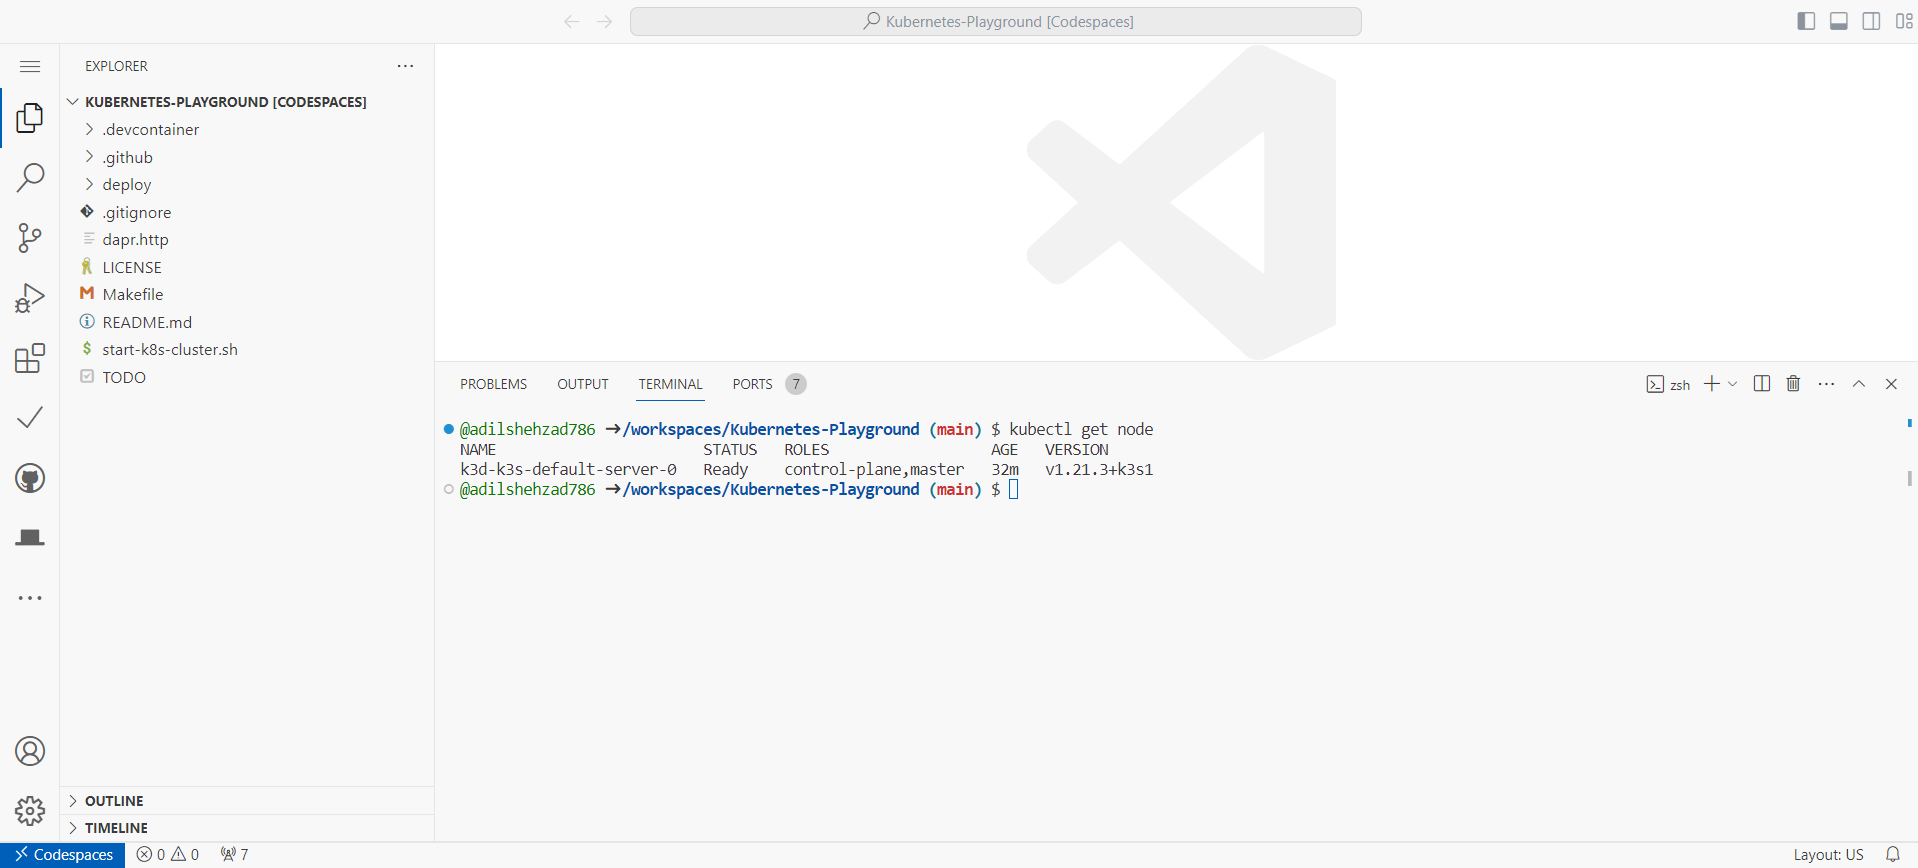 Kubernetes-Playground [Codespaces]
EXPLORER
KUBERNETES-PLAYGROUND [CODESPACES]
.devcontainer
.github
deploy
.gitignore
dapr.http
LICENSE
Makefile
README.md
start-k8s-cluster.sh
TODO
OUTLINE
TIMELINE
PROBLEMS OUTPUT TERMINAL PORTS 7
zsh
@adilshehzad786 →/workspaces/Kubernetes-Playground (main) $ kubectl get node
NAME STATUS ROLES AGE VERSION
k3d-k3s-default-server-0 Ready control-plane,master 32m v1.21.3+k3s1
@adilshehzad786 →/workspaces/Kubernetes-Playground (main) $
Codespaces 0 0 7
Layout: US